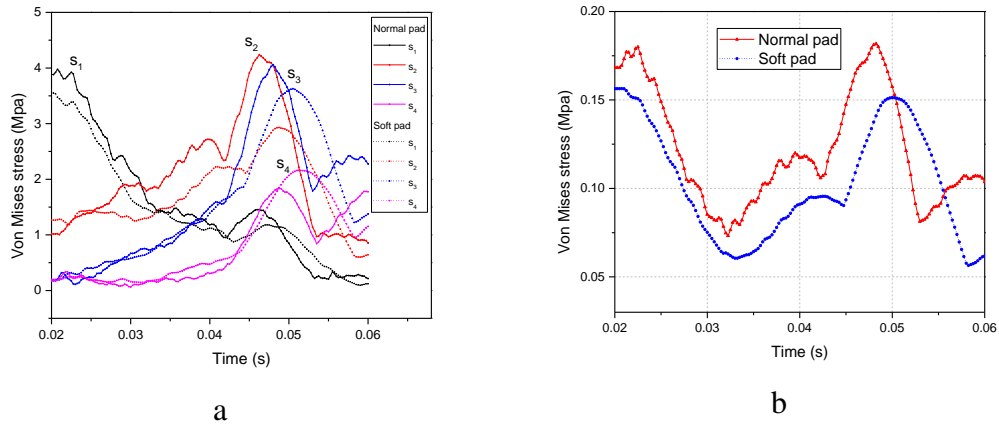 Von Mises stress (Mpa)
5
4
3
2
1
0
0.02 0.03 0.04 0.05 0.06
Time (s)
s1
s2
s3
s4
Normal pad
s1
s2
s3
s4
Soft pad
s1
s2
s3
s4
a
Von Mises stress (Mpa)
0.20
0.15
0.10
0.05
0.02 0.03 0.04 0.05 0.06
Time (s)
Normal pad
Soft pad
b